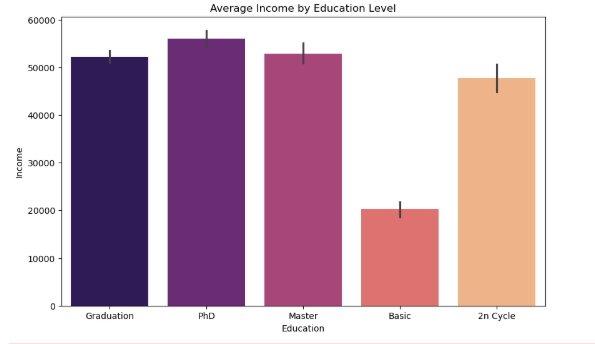 Average Income by Education Level
60000
50000
40000
30000
20000
10000
0
Income
Graduation PhD Master Basic 2n Cycle
Education